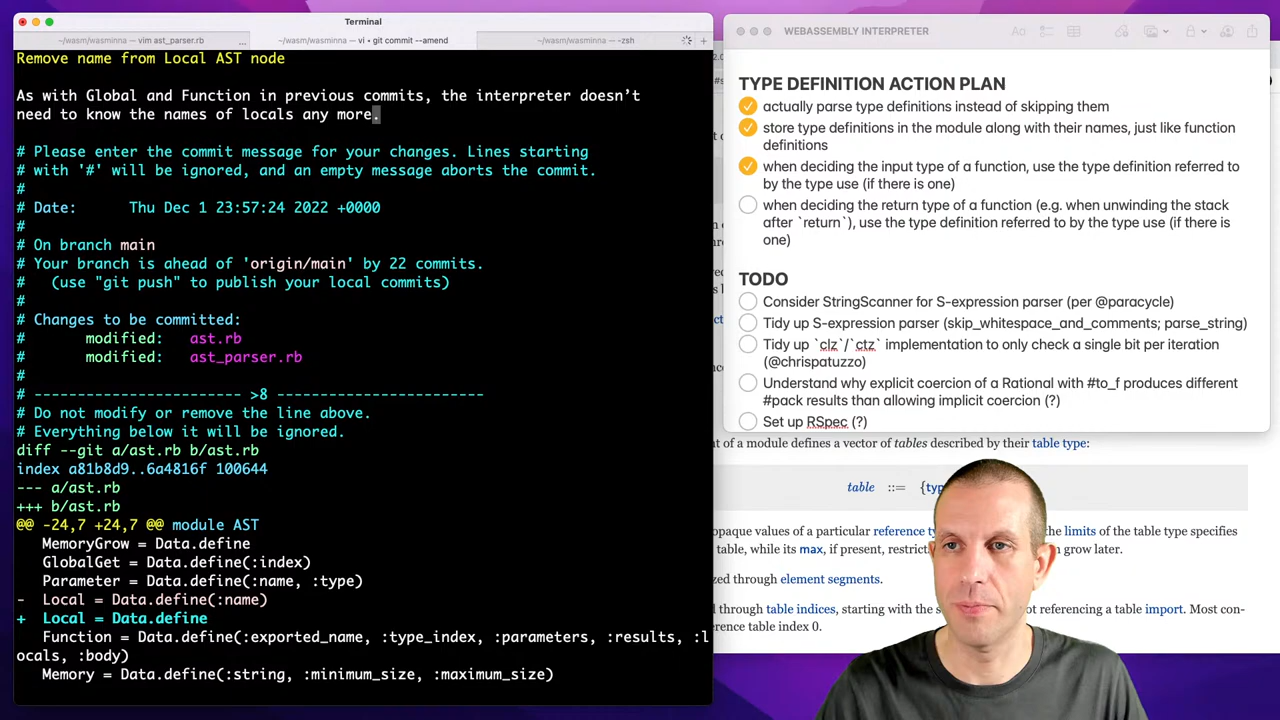 Terminal
~/wasm/wasminna — vim ast_parser.rb ...
~/wasm/wasminna — vi • git commit --amend
~/wasm/wasminna — -zsh
Remove name from Local AST node
As with Global and Function in previous commits, the interpreter doesn’t
need to know the names of locals any more.
# Please enter the commit message for your changes. Lines starting
# with '#' will be ignored, and an empty message aborts the commit.
#
# Date:      Thu Dec 1 23:57:24 2022 +0000
#
# On branch main
# Your branch is ahead of 'origin/main' by 22 commits.
#   (use "git push" to publish your local commits)
#
# Changes to be committed:
#       modified:   ast.rb
#       modified:   ast_parser.rb
#
# ------------------------ >8 ------------------------
# Do not modify or remove the line above.
# Everything below it will be ignored.
diff --git a/ast.rb b/ast.rb
index a81b8d9..6a4816f 100644
--- a/ast.rb
+++ b/ast.rb
@@ -24,7 +24,7 @@ module AST
   MemoryGrow = Data.define
   GlobalGet = Data.define(:index)
   Parameter = Data.define(:name, :type)
-  Local = Data.define(:name)
+  Local = Data.define
   Function = Data.define(:exported_name, :type_index, :parameters, :results, :l
ocals, :body)
   Memory = Data.define(:string, :minimum_size, :maximum_size)
WEBASSEMBLY INTERPRETER
Aa
TYPE DEFINITION ACTION PLAN
actually parse type definitions instead of skipping them
store type definitions in the module along with their names, just like function
definitions
when deciding the input type of a function, use the type definition referred to
by the type use (if there is one)
when deciding the return type of a function (e.g. when unwinding the stack
after `return`), use the type definition referred to by the type use (if there is
one)
TODO
Consider StringScanner for S-expression parser (per @paracycle)
Tidy up S-expression parser (skip_whitespace_and_comments; parse_string)
Tidy up `clz`/`ctz` implementation to only check a single bit per iteration
(@chrispatuzzo)
Understand why explicit coercion of a Rational with #to_f produces different
#pack results than allowing implicit coercion (?)
Set up RSpec (?)
of a module defines a vector of tables described by their table type:
table ::= {
opaque values of a particular reference the limits of the table type specifies
table, while its max, if present, grow later.
through element segments.
through table indices, starting with the referencing a table import. Most con-
reference table index 0.